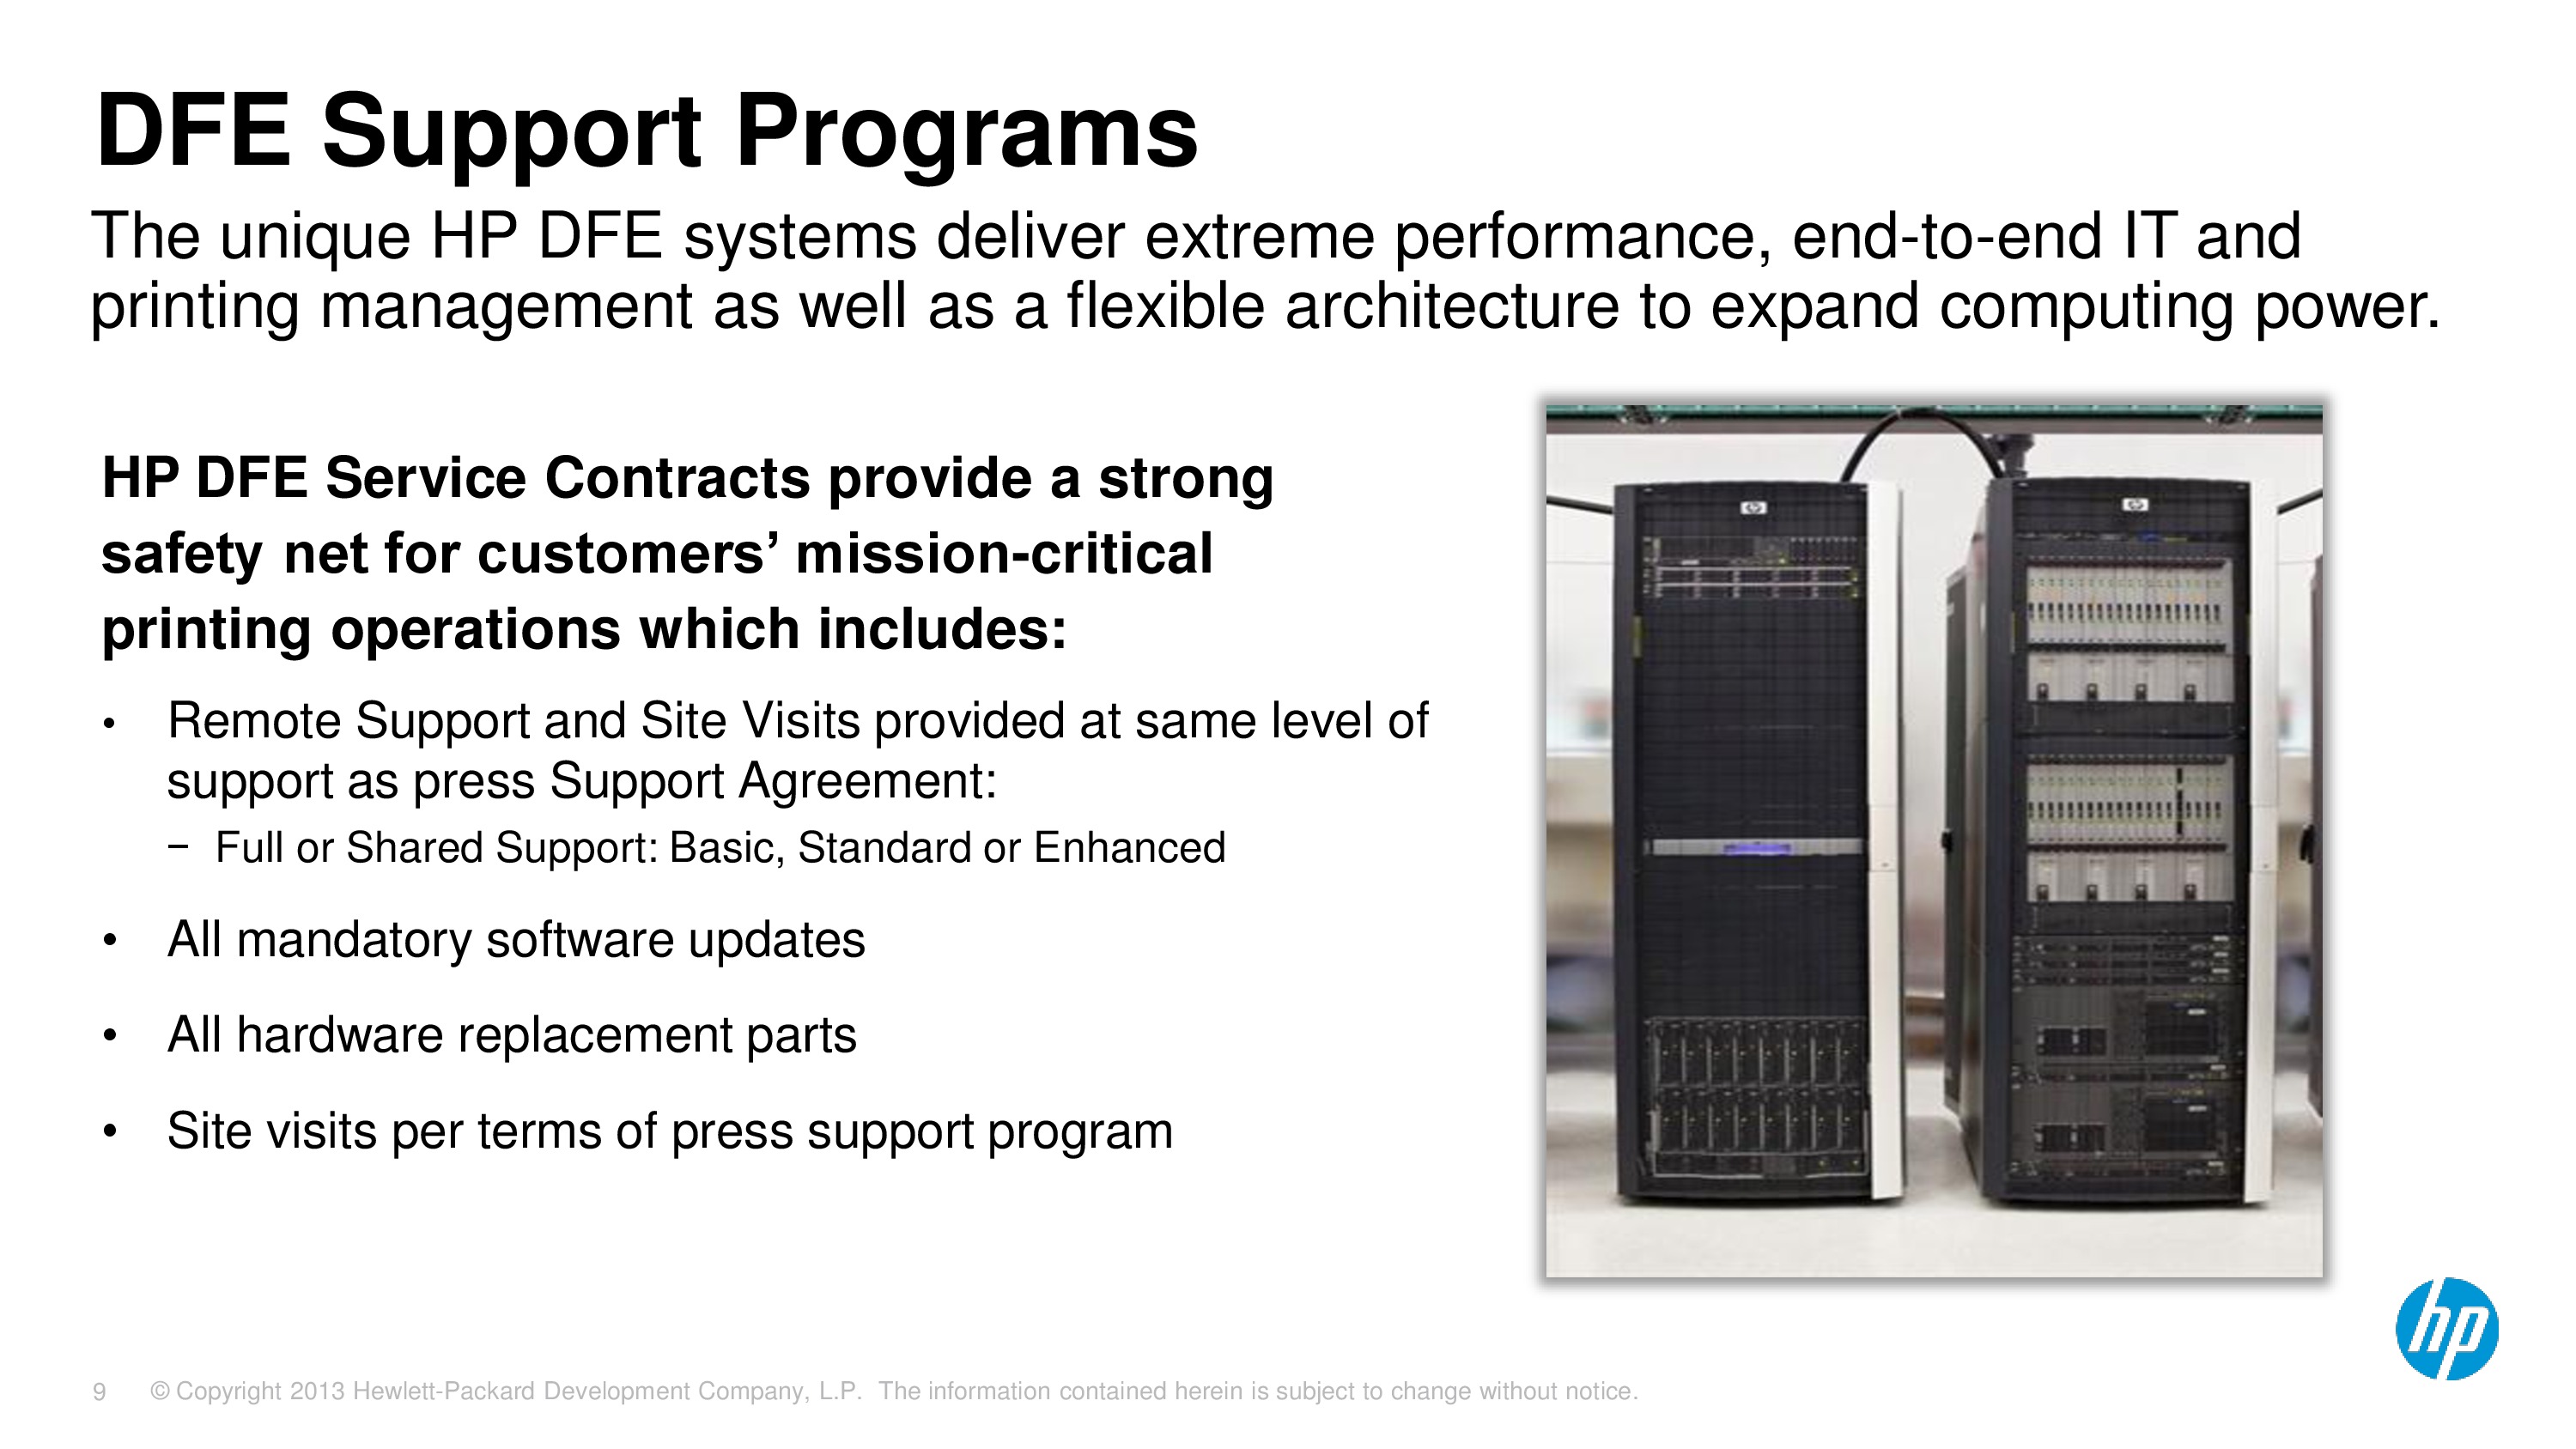 DFE Support Programs
The unique HP DFE systems deliver extreme performance, end-to-end IT and
printing management as well as a flexible architecture to expand computing power.
HP DFE Service Contracts provide a strong
safety net for customers’ mission-critical
printing operations which includes:
• Remote Support and Site Visits provided at same level of
support as press Support Agreement:
− Full or Shared Support: Basic, Standard or Enhanced
• All mandatory software updates
• All hardware replacement parts
• Site visits per terms of press support program
hp
9 © Copyright 2013 Hewlett-Packard Development Company, L.P. The information contained herein is subject to change without notice.